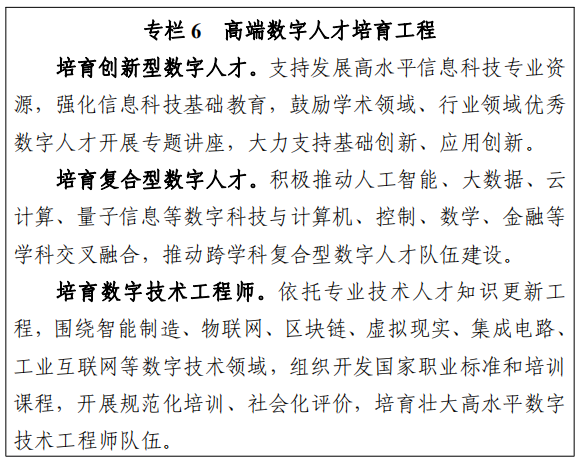 专栏 6 高端数字人才培育工程
培育创新型数字人才。支持发展高水平信息科技专业资
源，强化信息科技基础教育，鼓励学术领域、行业领域优秀
数字人才开展专题讲座，大力支持基础创新、应用创新。
培育复合型数字人才。积极推动人工智能、大数据、云
计算、量子信息等数字科技与计算机、控制、数学、金融等
学科交叉融合，推动跨学科复合型数字人才队伍建设。
培育数字技术工程师。依托专业技术人才知识更新工
程，围绕智能制造、物联网、区块链、虚拟现实、集成电路、
工业互联网等数字技术领域，组织开发国家职业标准和培训
课程，开展规范化培训、社会化评价，培育壮大高水平数字
技术工程师队伍。